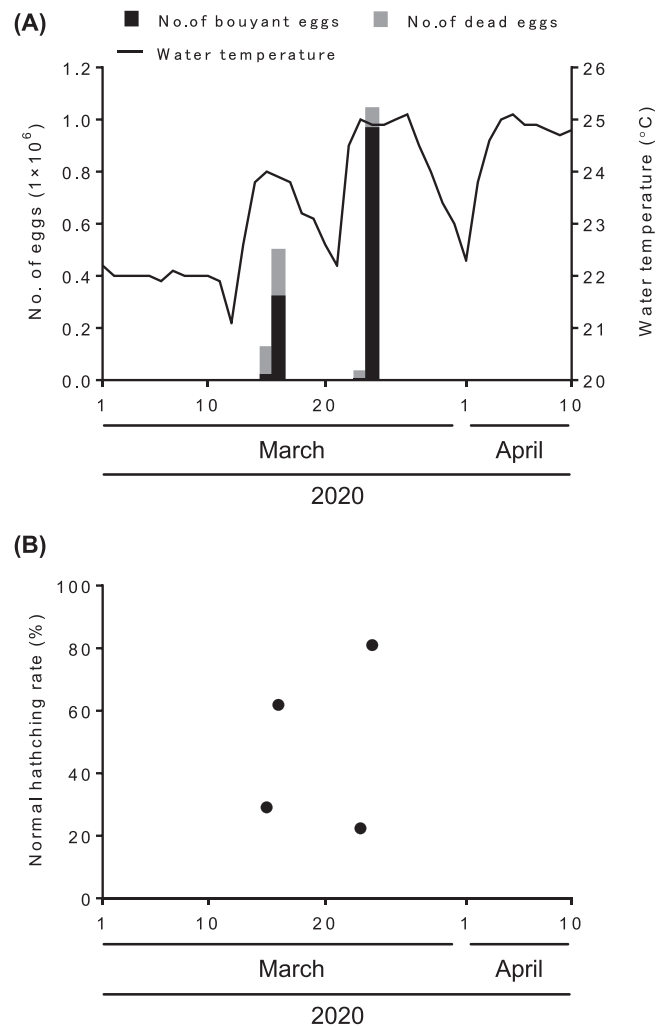 (A)
No.of bouyant eggs
No.of dead eggs
Water temperature
No. of eggs (1×10⁶)
1.2
1.0
0.8
0.6
0.4
0.2
0.0
26
25
24
23
22
21
20
Water temperature (°C)
1 10 20 1 10
March April
2020
(B)
Normal hathching rate (%)
100
80
60
40
20
0
1 10 20 1 10
March April
2020